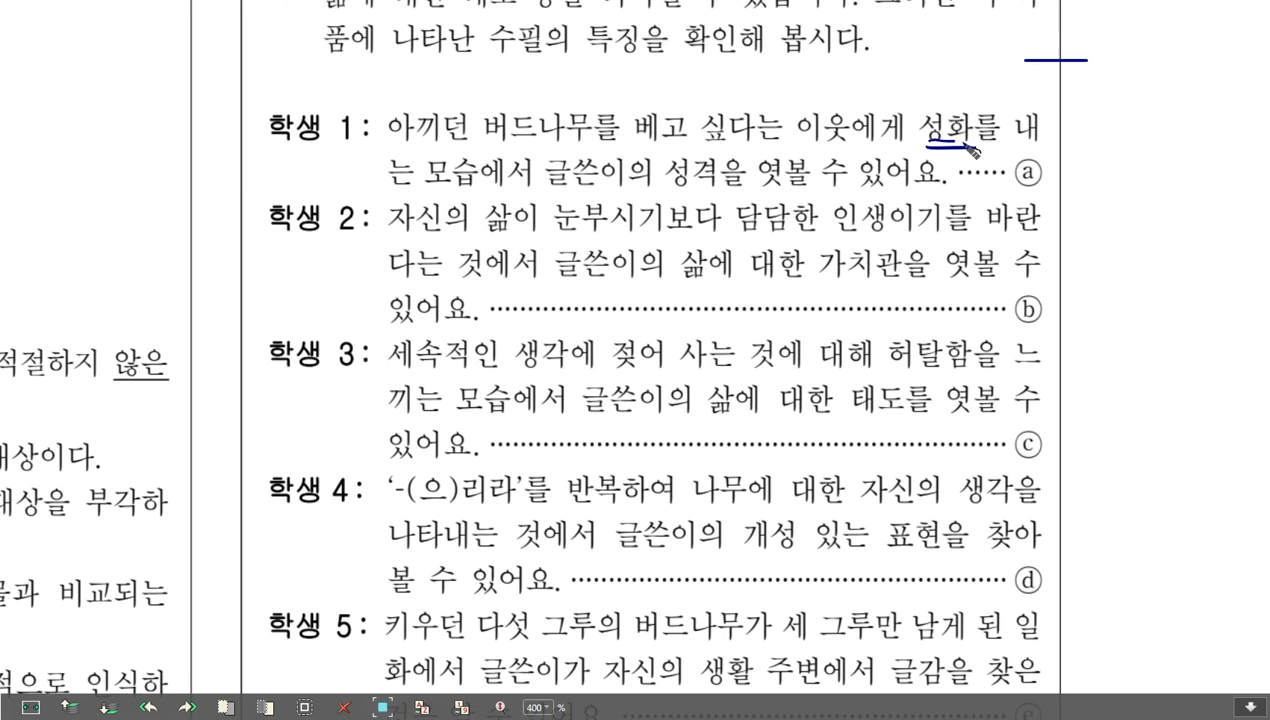 품에 나타난 수필의 특징을 확인해 봅시다.
학생 1: 아끼던 버드나무를 베고 싶다는 이웃에게 성화를 내
는 모습에서 글쓴이의 성격을 엿볼 수 있어요. …… ⓐ
학생 2: 자신의 삶이 눈부시기보다 담담한 인생이기를 바란
다는 것에서 글쓴이의 삶에 대한 가치관을 엿볼 수
있어요. …… ⓑ
학생 3: 세속적인 생각에 젖어 사는 것에 대해 허탈함을 느
끼는 모습에서 글쓴이의 삶에 대한 태도를 엿볼 수
있어요. …… ⓒ
학생 4: ‘-(으)리라’를 반복하여 나무에 대한 자신의 생각을
나타내는 것에서 글쓴이의 개성 있는 표현을 찾아
볼 수 있어요. …… ⓓ
학생 5: 키우던 다섯 그루의 버드나무가 세 그루만 남게 된 일
화에서 글쓴이가 자신의 생활 주변에서 글감을 찾은
적절하지 않은
대상이다.
대상을 부각하
물과 비교되는
적으로 인식하
400 %